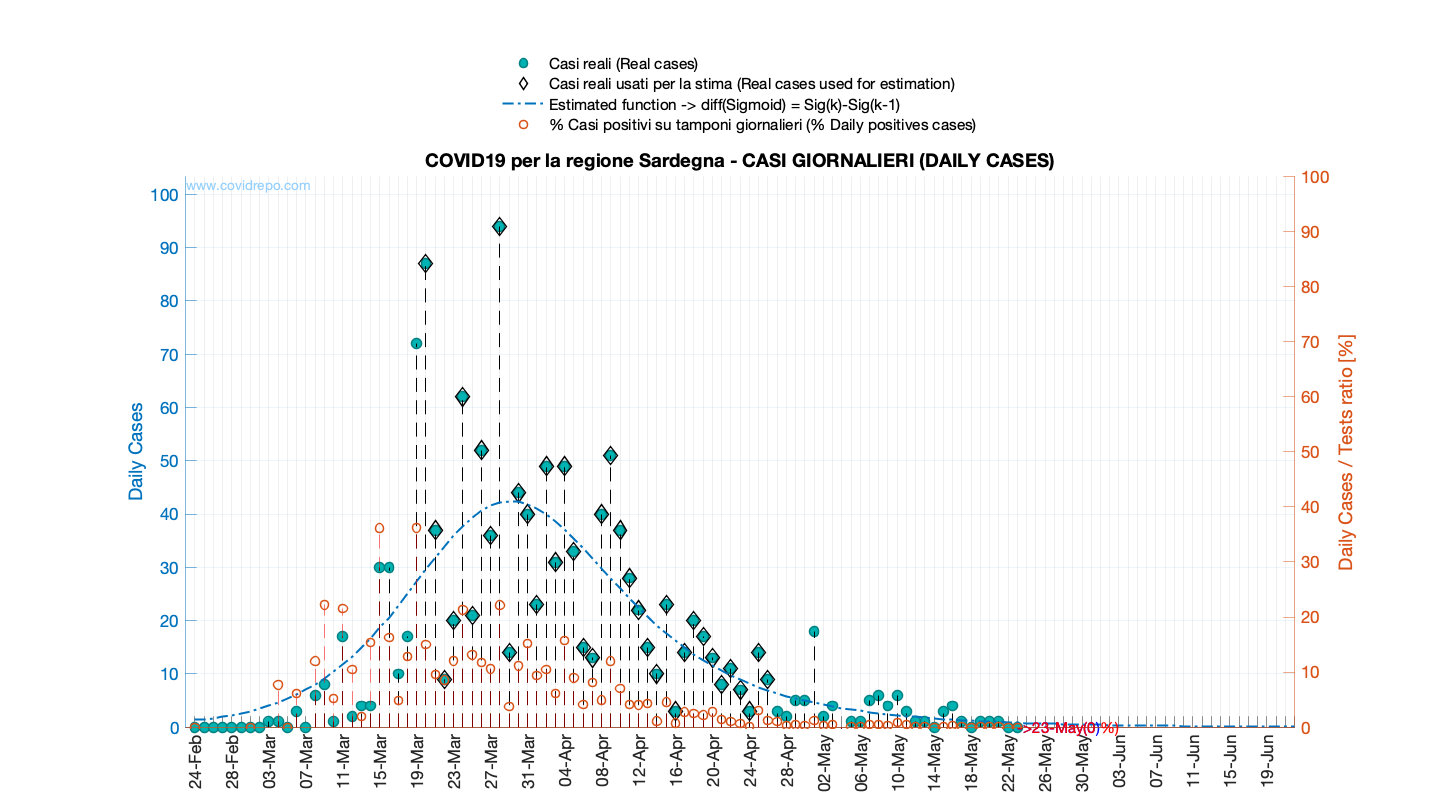 Casi reali (Real cases)
Casi reali usati per la stima (Real cases used for estimation)
Estimated function -> diff(Sigmoid) = Sig(k)-Sig(k-1)
% Casi positivi su tamponi giornalieri (% Daily positives cases)
COVID19 per la regione Sardegna - CASI GIORNALIERI (DAILY CASES)
www.covidrepo.com
100
90
80
70
60
50
40
30
20
10
0
Daily Cases
100
90
80
70
60
50
40
30
20
10
0
Daily Cases / Tests ratio [%]
>23-May(0)%)
24-Feb
28-Feb
03-Mar
07-Mar
11-Mar
15-Mar
19-Mar
23-Mar
27-Mar
31-Mar
04-Apr
08-Apr
12-Apr
16-Apr
20-Apr
24-Apr
28-Apr
02-May
06-May
10-May
14-May
18-May
22-May
26-May
30-May
03-Jun
07-Jun
11-Jun
15-Jun
19-Jun